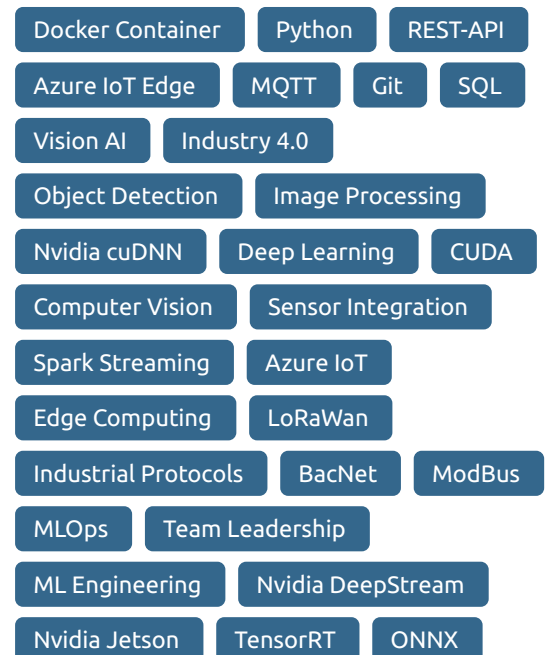 Docker Container Python REST-API
Azure IoT Edge MQTT Git SQL
Vision AI Industry 4.0
Object Detection Image Processing
Nvidia cuDNN Deep Learning CUDA
Computer Vision Sensor Integration
Spark Streaming Azure IoT
Edge Computing LoRaWan
Industrial Protocols BacNet ModBus
MLOps Team Leadership
ML Engineering Nvidia DeepStream
Nvidia Jetson TensorRT ONNX